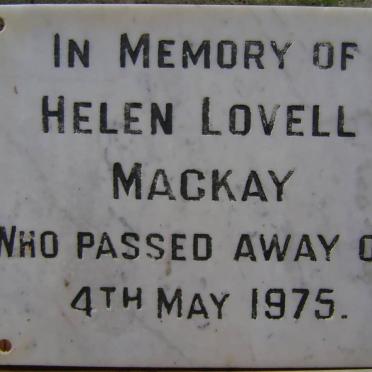 IN MEMORY OF
HELEN LOVELL
MACKAY
WHO PASSED AWAY
4TH MAY 1975.